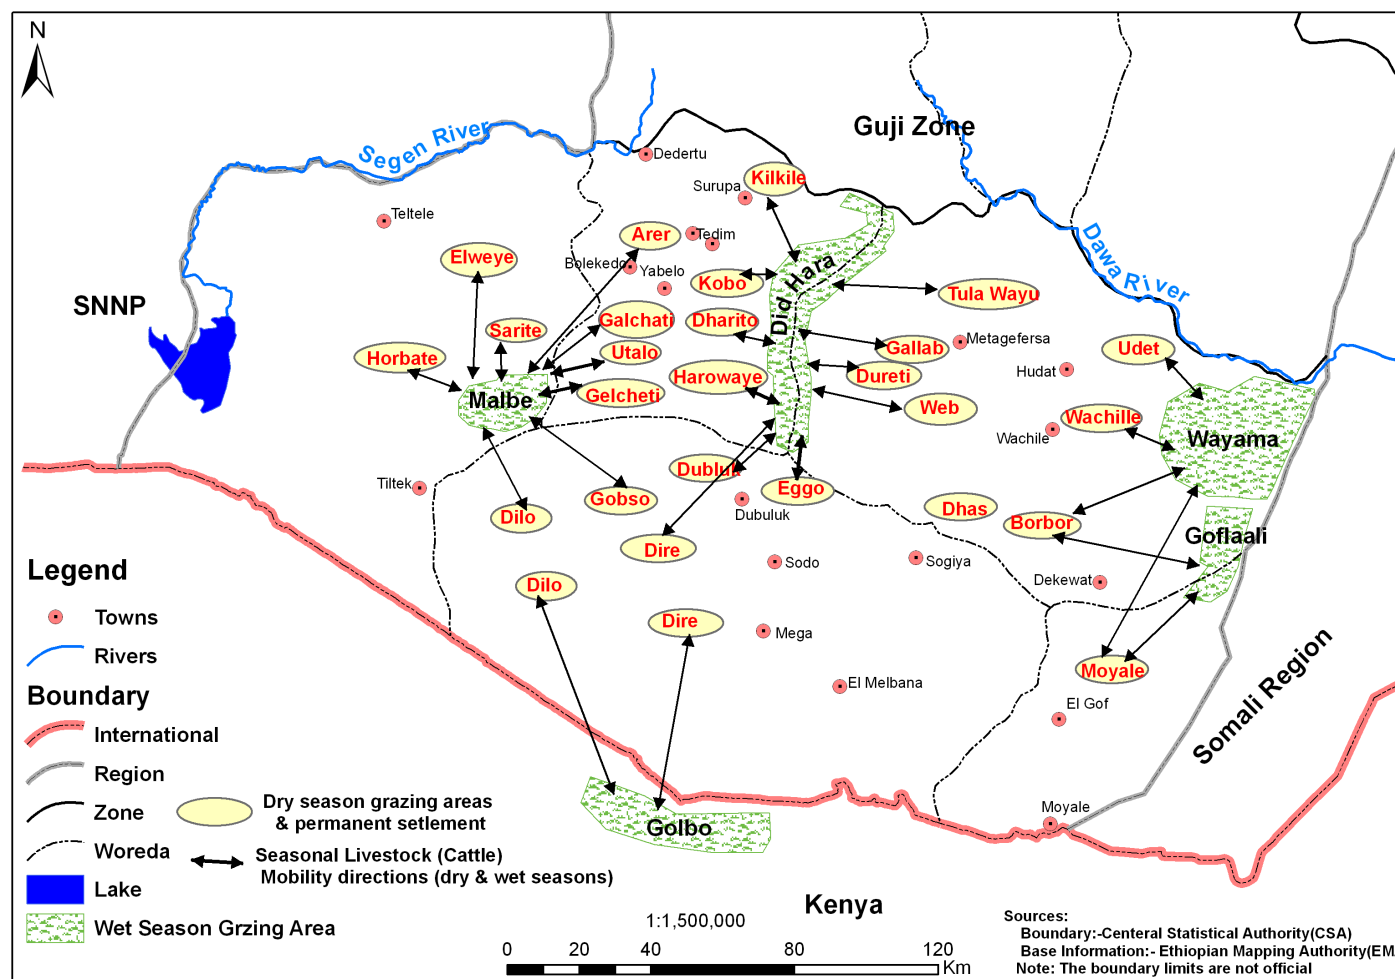 N
Segen River
Guji Zone
Dedertu
Kilkile
Surupa
Teltele
Arer
Tedim
Elweye
Bolekedo
Yabelo
Kobo
Did Hara
Tula Wayu
Dawa River
SNNP
Sarite
Galchati
Dharito
Metagefersa
Gallab
Udet
Horbate
Utalo
Hudat
Harowaye
Dureti
Gelcheti
Malbe
Web
Wachille
Wachile
Wayama
Dublul
Tiltek
Gobso
Eggo
Dubuluk
Dhas
Dilo
Borbor
Goflaali
Dire
Sodo
Sogiya
Dekewat
Dilo
Dire
Mega
Moyale
El Melbana
El Gof
Somali Region
Moyale
Golbo
Kenya
Legend
Towns
Rivers
Boundary
International
Region
Zone
Woreda
Lake
Wet Season Grzing Area
Dry season grazing areas
& permanent setlement
Seasonal Livestock (Cattle)
Mobility directions (dry & wet seasons)
1:1,500,000
0 20 40 80 120
Km
Sources:
Boundary:-Centeral Statistical Authority(CSA)
Base Information:- Ethiopian Mapping Authority(EM
Note: The boundary limits are not official